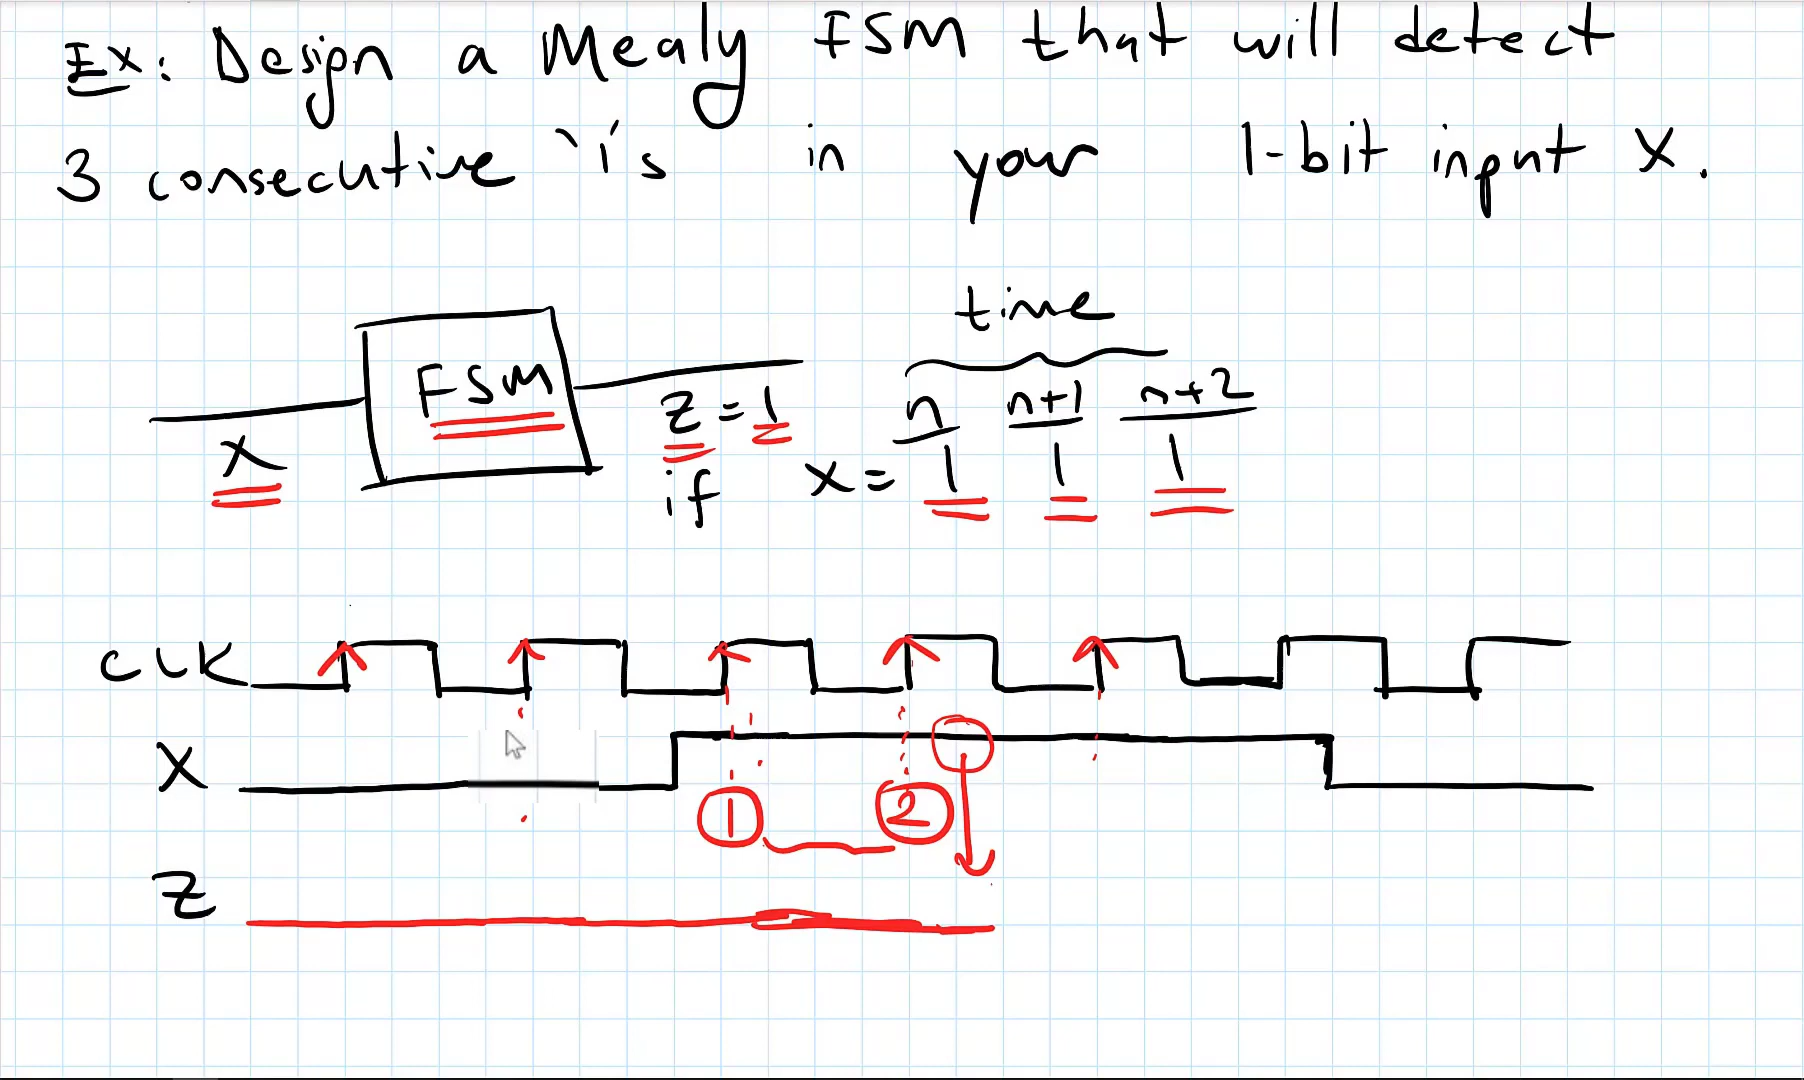 Ex: Design a Mealy FSM that will detect
3 consecutive '1's in your 1-bit input X.
time
FSM
n n+1 n+2
Z = 1
X
if X = 1 1 1
CLK
X
1 2
Z